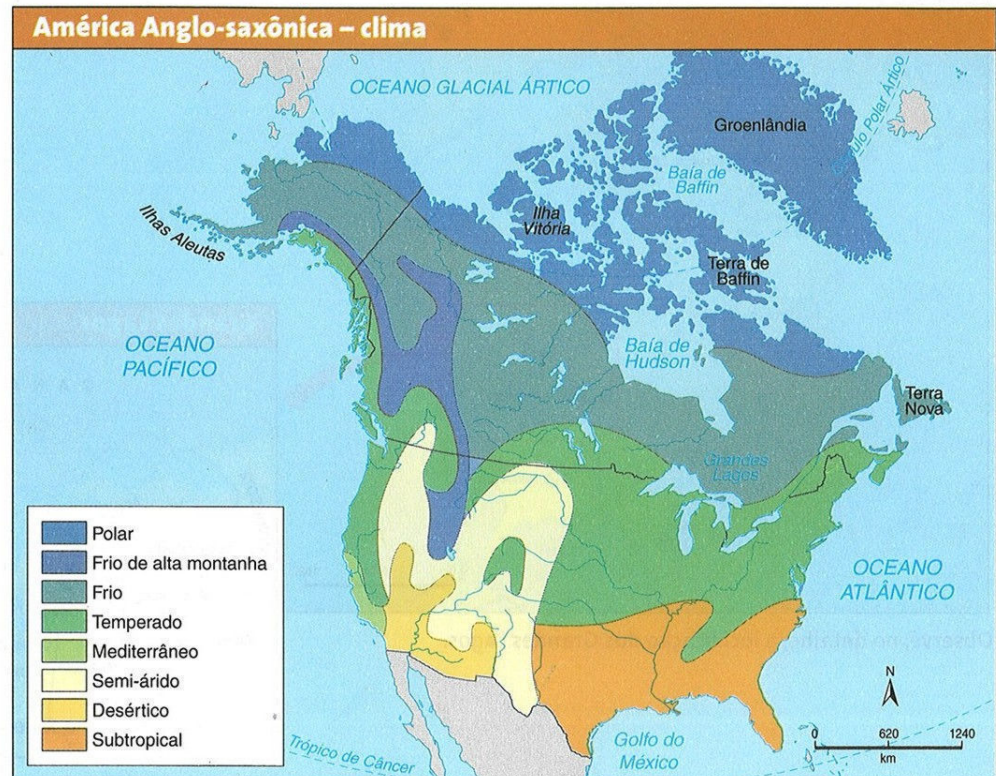 América Anglo-saxônica – clima
OCEANO GLACIAL ÁRTICO
Círculo Polar Ártico
Groenlândia
Baía de
Baffin
Ilha
Vitória
Ilhas Aleutas
Terra de
Baffin
OCEANO
PACÍFICO
Baía de
Hudson
Terra
Nova
Grandes
Lagos
OCEANO
ATLÂNTICO
Polar
Frio de alta montanha
Frio
Temperado
Mediterrâneo
Semi-árido
Desértico
Subtropical
N
0 620 1240
km
Golfo do
México
Trópico de Câncer